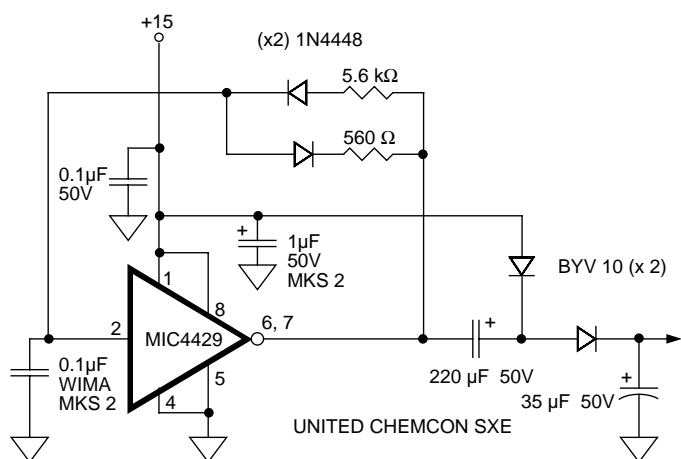 +15
(x2) 1N4448
5.6 kΩ
560 Ω
0.1µF
50V
+
1µF
50V
MKS 2
BYV 10 (x 2)
1
8
2
MIC4429
6, 7
5
4
0.1µF
WIMA
MKS 2
+
220 µF 50V
+
35 µF 50V
UNITED CHEMCON SXE